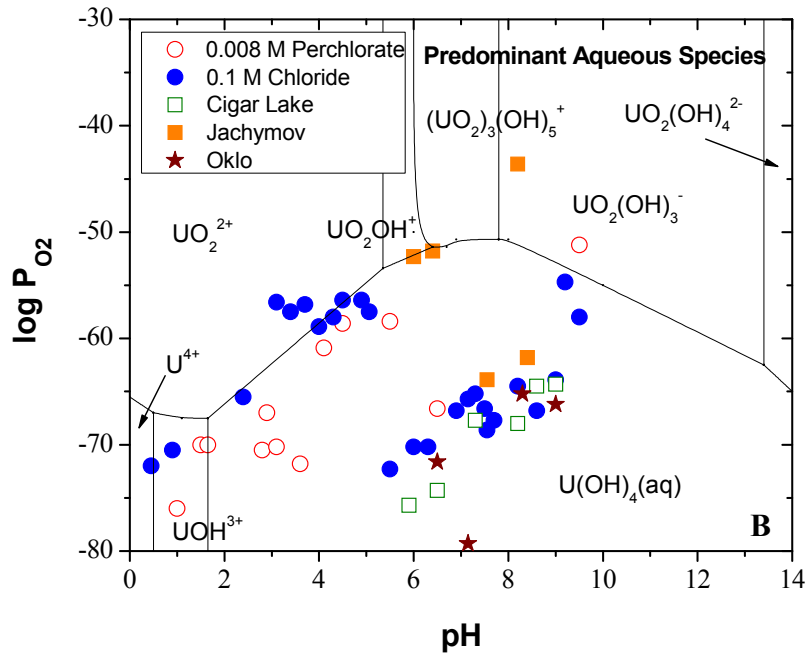 -30
-40
-50
-60
-70
-80
log P_O2
0.008 M Perchlorate
0.1 M Chloride
Cigar Lake
Jachymov
Oklo
Predominant Aqueous Species
(UO₂)₃(OH)₅⁺
UO₂(OH)₄²⁻
UO₂²⁺
UO₂OH⁺
UO₂(OH)₃⁻
U⁴⁺
UOH³⁺
U(OH)₄(aq)
B
0 2 4 6 8 10 12 14
pH